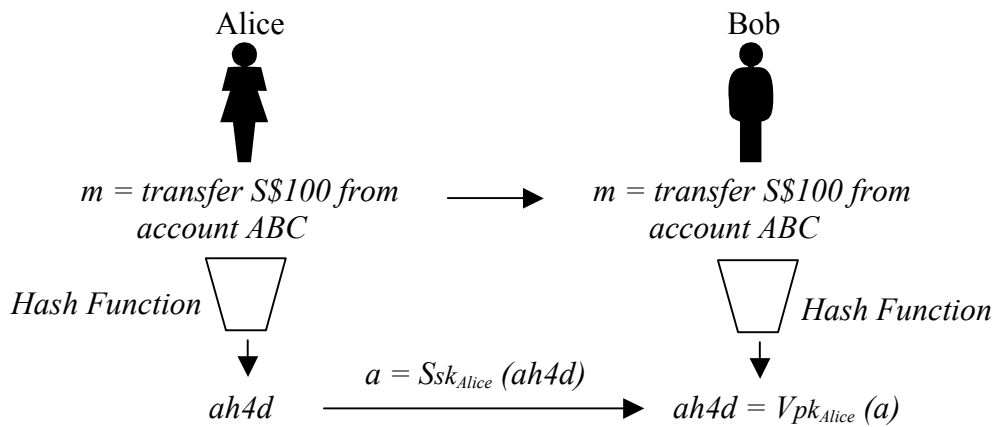 Alice
Bob
m = transfer S$100 from
account ABC
m = transfer S$100 from
account ABC
Hash Function
Hash Function
a = Ssk_Alice (ah4d)
ah4d
ah4d = Vpk_Alice (a)